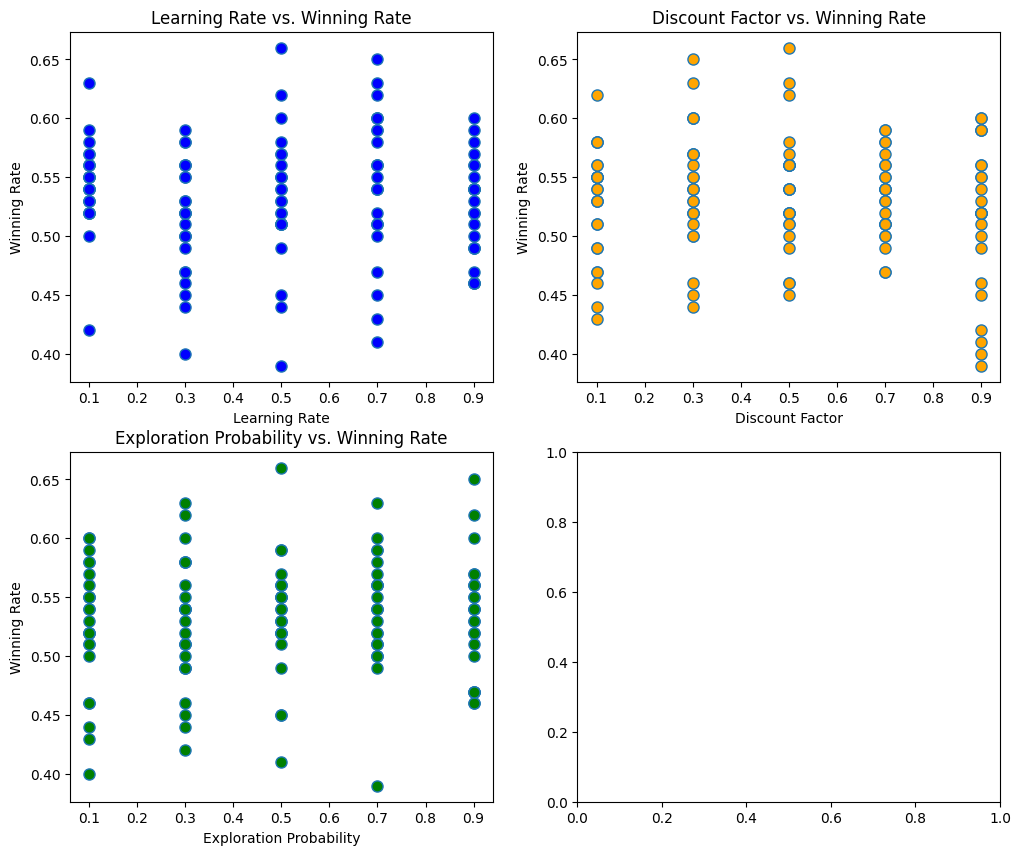 Learning Rate vs. Winning Rate
Winning Rate
0.65
0.60
0.55
0.50
0.45
0.40
0.1 0.2 0.3 0.4 0.5 0.6 0.7 0.8 0.9
Learning Rate
Discount Factor vs. Winning Rate
Winning Rate
0.65
0.60
0.55
0.50
0.45
0.40
0.1 0.2 0.3 0.4 0.5 0.6 0.7 0.8 0.9
Discount Factor
Exploration Probability vs. Winning Rate
Winning Rate
0.65
0.60
0.55
0.50
0.45
0.40
0.1 0.2 0.3 0.4 0.5 0.6 0.7 0.8 0.9
Exploration Probability
1.0
0.8
0.6
0.4
0.2
0.0
0.0 0.2 0.4 0.6 0.8 1.0